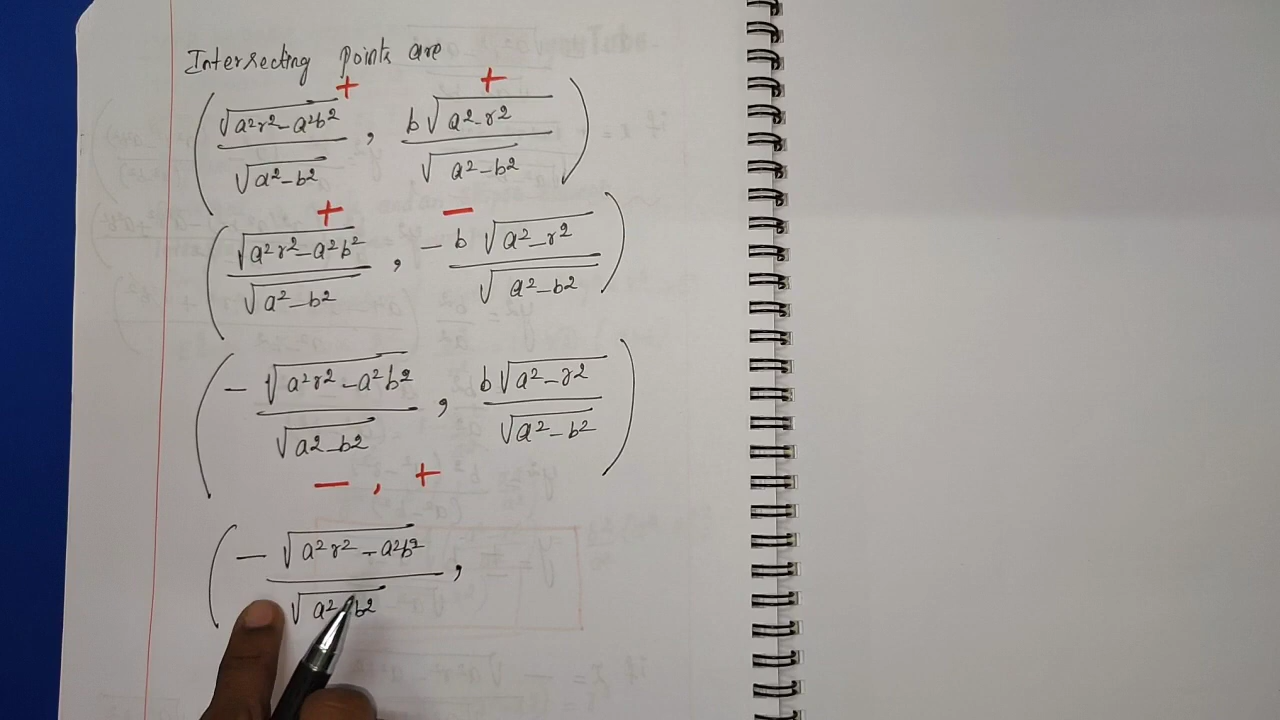 Intersecting points are
+ +
(√(a²r²-a²b²)/√(a²-b²), b√(a²-r²)/√(a²-b²))
+ -
(√(a²r²-a²b²)/√(a²-b²), -b√(a²-r²)/√(a²-b²))
(-√(a²r²-a²b²)/√(a²-b²), b√(a²-r²)/√(a²-b²))
- , +
(-√(a²r²-a²b²)/√(a²-b²),